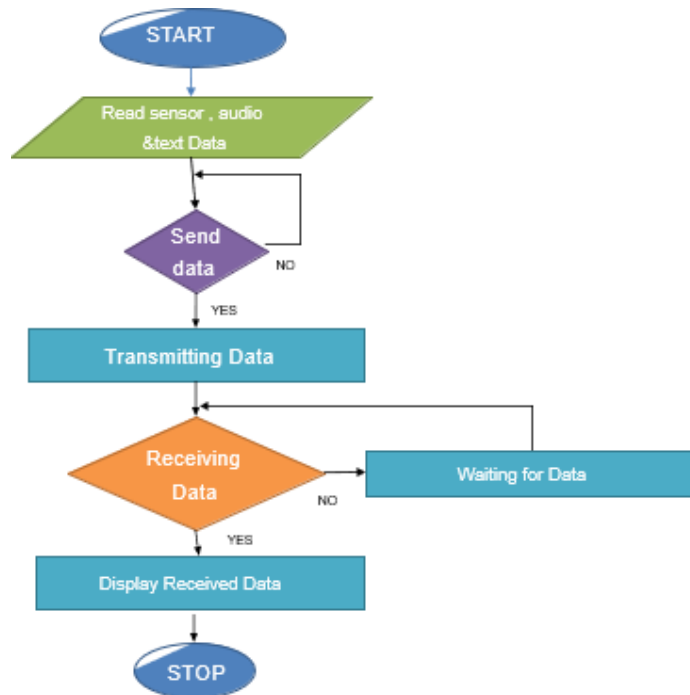 START
Read sensor , audio
&text Data
Send
data
NO
YES
Transmitting Data
Receiving
Data
NO
Waiting for Data
YES
Display Received Data
STOP